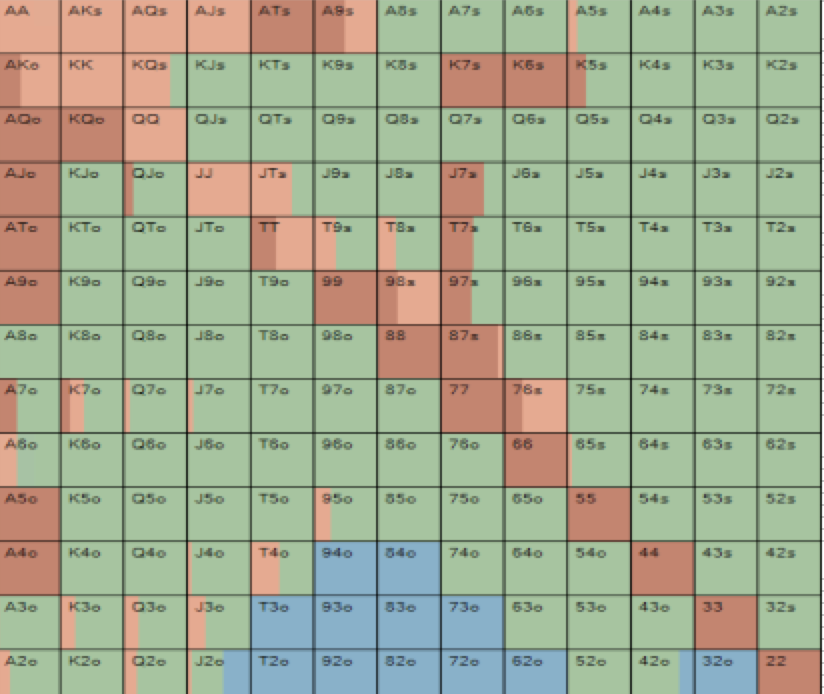 AA AKs AQs AJs ATs A9s A8s A7s A6s A5s A4s A3s A2s
AKo KK KQs KJs KTs K9s K8s K7s K6s K5s K4s K3s K2s
AQo KQo QQ QJs QTs Q9s Q8s Q7s Q6s Q5s Q4s Q3s Q2s
AJo KJo QJo JJ JTs J9s J8s J7s J6s J5s J4s J3s J2s
ATo KTo QTo JTo TT T9s T8s T7s T6s T5s T4s T3s T2s
A9o K9o Q9o J9o T9o 99 98s 97s 96s 95s 94s 93s 92s
A8o K8o Q8o J8o T8o 98o 88 87s 86s 85s 84s 83s 82s
A7o K7o Q7o J7o T7o 97o 87o 77 76s 75s 74s 73s 72s
A6o K6o Q6o J6o T6o 96o 86o 76o 66 65s 64s 63s 62s
A5o K5o Q5o J5o T5o 95o 85o 75o 65o 55 54s 53s 52s
A4o K4o Q4o J4o T4o 94o 84o 74o 64o 54o 44 43s 42s
A3o K3o Q3o J3o T3o 93o 83o 73o 63o 53o 43o 33 32s
A2o K2o Q2o J2o T2o 92o 82o 72o 62o 52o 42o 32o 22